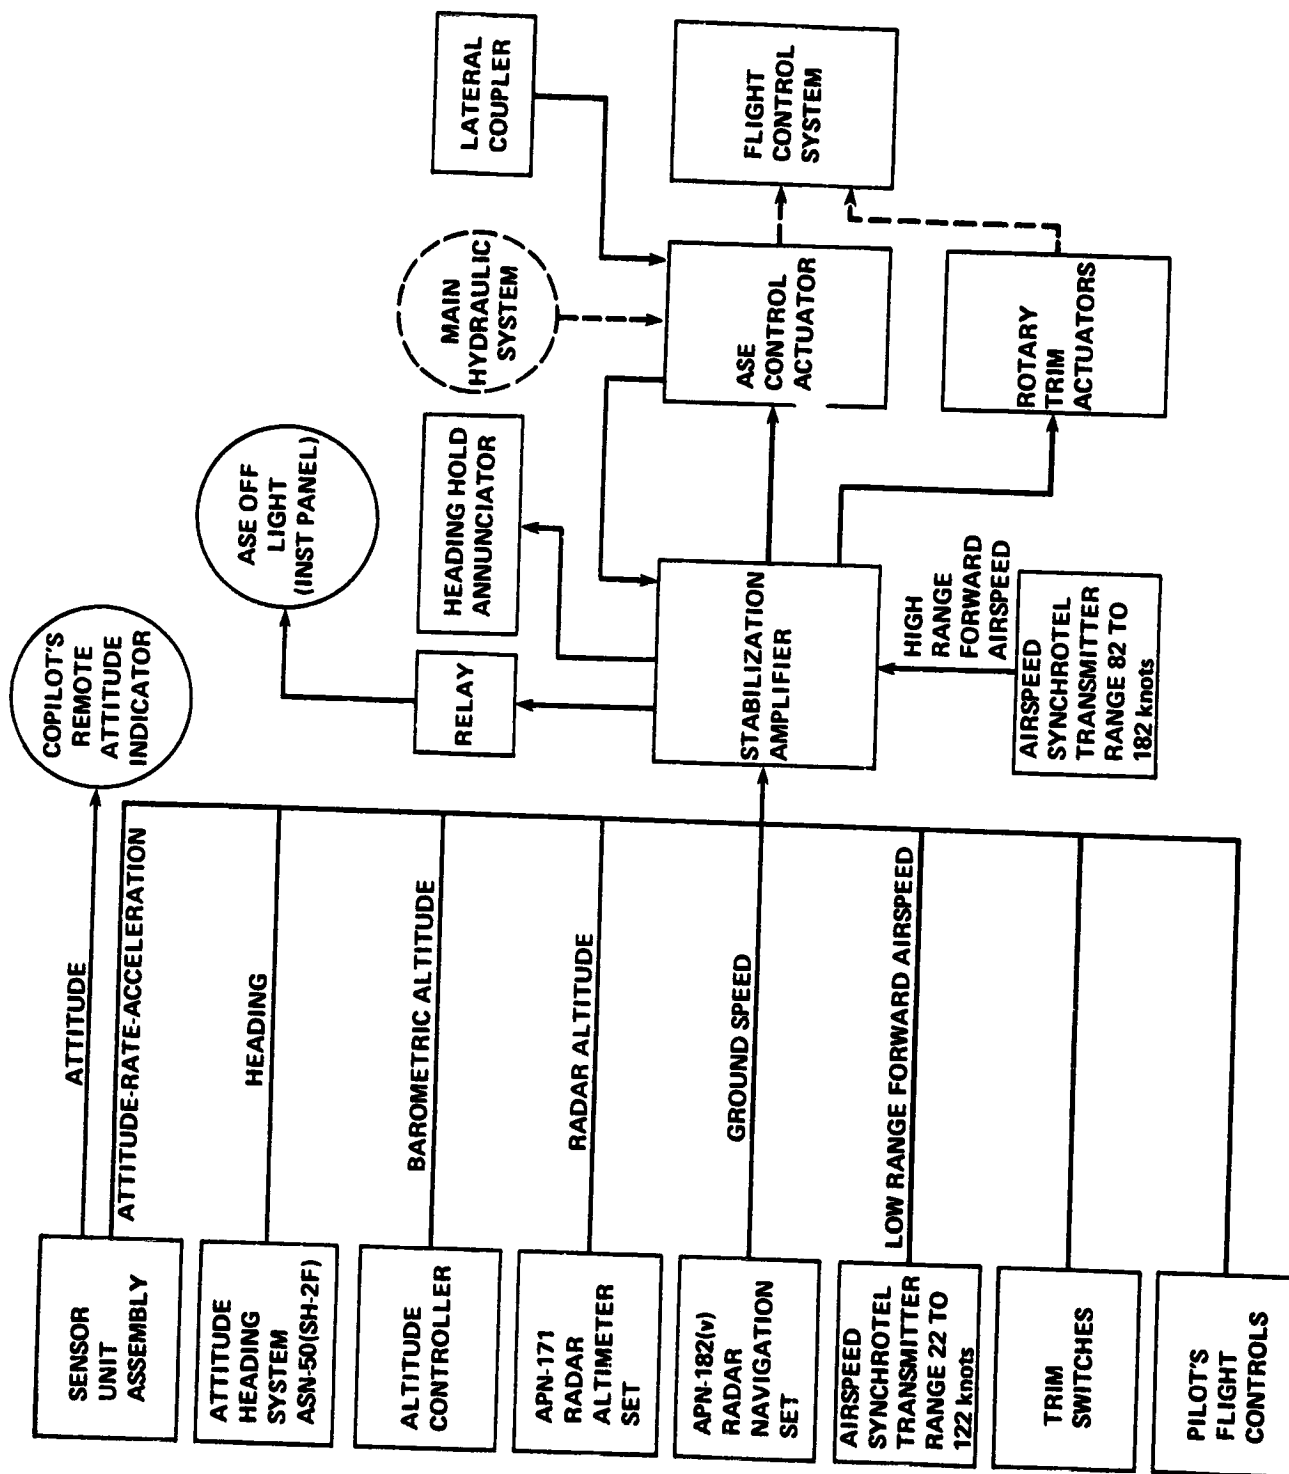 SENSOR
UNIT
ASSEMBLY
ATTITUDE
HEADING
SYSTEM
ASN-50(SH-2F)
ALTITUDE
CONTROLLER
APN-171
RADAR
ALTIMETER
SET
APN-182(v)
RADAR
NAVIGATION
SET
AIRSPEED
SYNCHROTEL
TRANSMITTER
RANGE 22 TO
122 knots
TRIM
SWITCHES
PILOT'S
FLIGHT
CONTROLS
ATTITUDE
ATTITUDE-RATE-ACCELERATION
HEADING
BAROMETRIC ALTITUDE
RADAR ALTITUDE
GROUND SPEED
LOW RANGE FORWARD AIRSPEED
COPILOT'S
REMOTE
ATTITUDE
INDICATOR
ASE OFF
LIGHT
(INST PANEL)
RELAY
HEADING HOLD
ANNUNCIATOR
STABILIZATION
AMPLIFIER
HIGH
RANGE
FORWARD
AIRSPEED
AIRSPEED
SYNCHROTEL
TRANSMITTER
RANGE 82 TO
182 knots
MAIN
HYDRAULIC
SYSTEM
LATERAL
COUPLER
ASE
CONTROL
ACTUATOR
ROTARY
TRIM
ACTUATORS
FLIGHT
CONTROL
SYSTEM